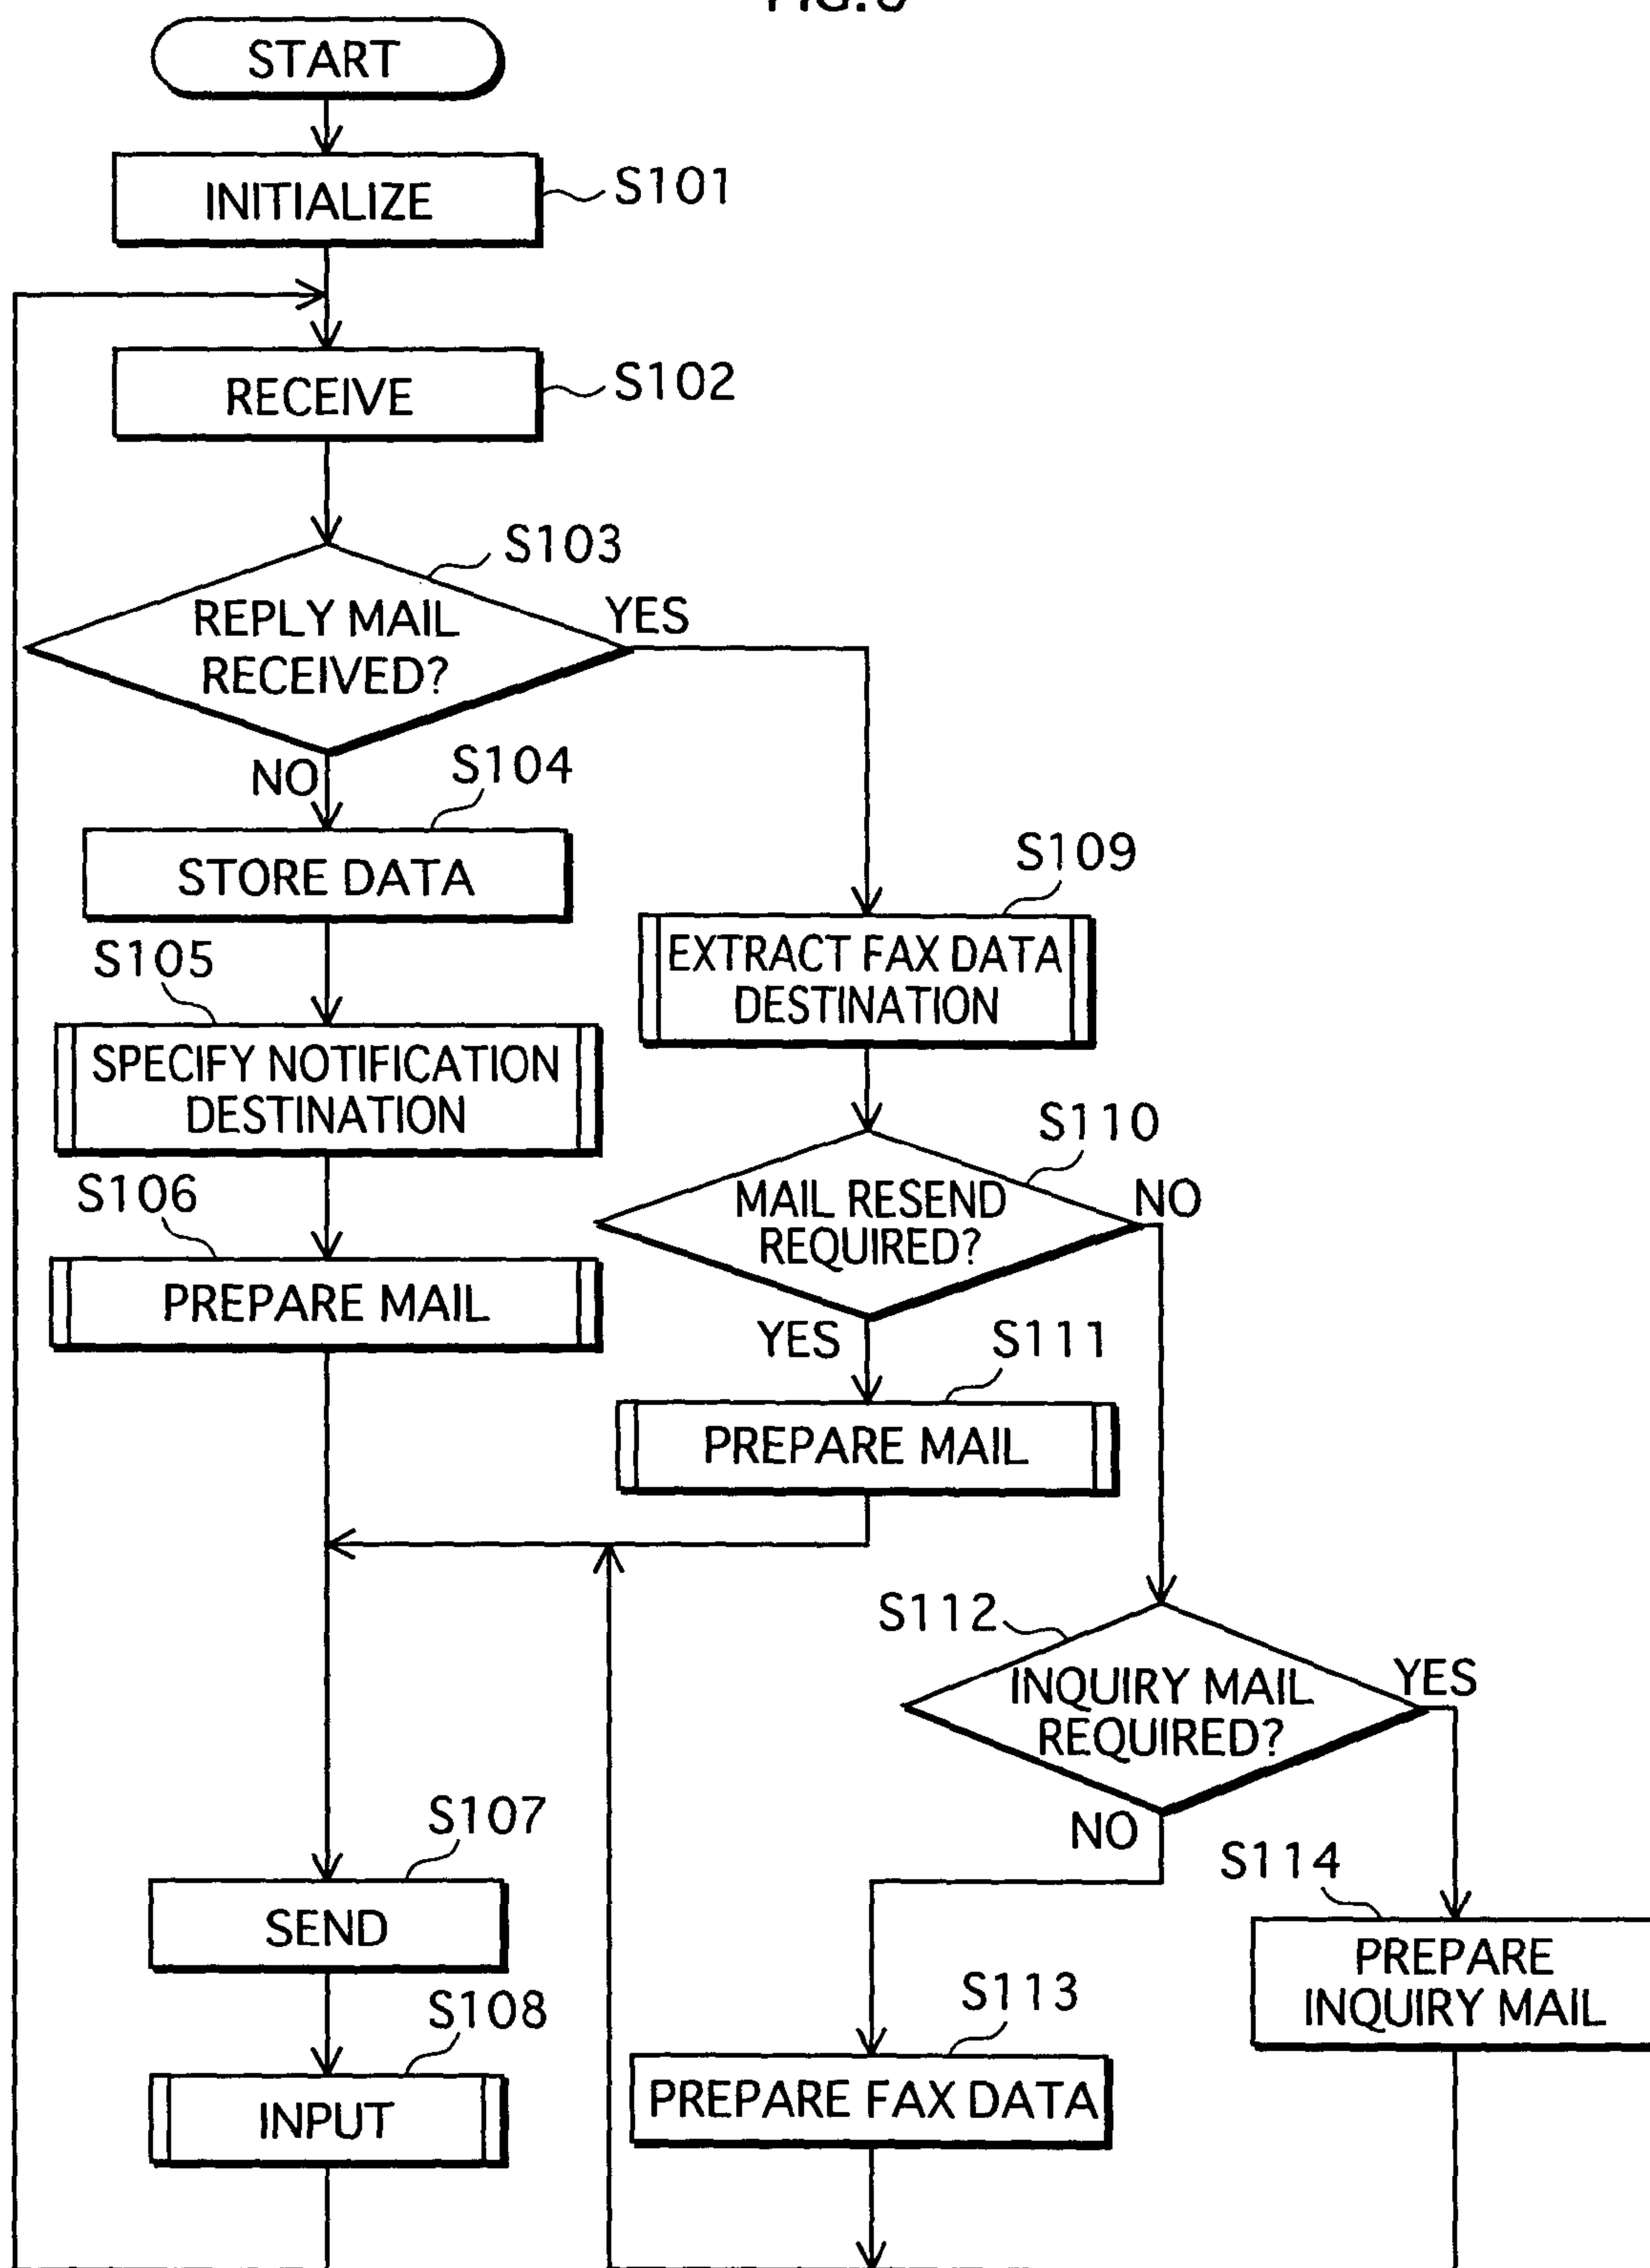 START
INITIALIZE
S101
RECEIVE
S102
S103
REPLY MAIL
RECEIVED?
YES
NO
S104
STORE DATA
S105
SPECIFY NOTIFICATION
DESTINATION
S106
PREPARE MAIL
S109
EXTRACT FAX DATA
DESTINATION
S110
MAIL RESEND
REQUIRED?
NO
YES
S111
PREPARE MAIL
S112
INQUIRY MAIL
REQUIRED?
YES
NO
S107
SEND
S108
INPUT
S113
PREPARE FAX DATA
S114
PREPARE
INQUIRY MAIL